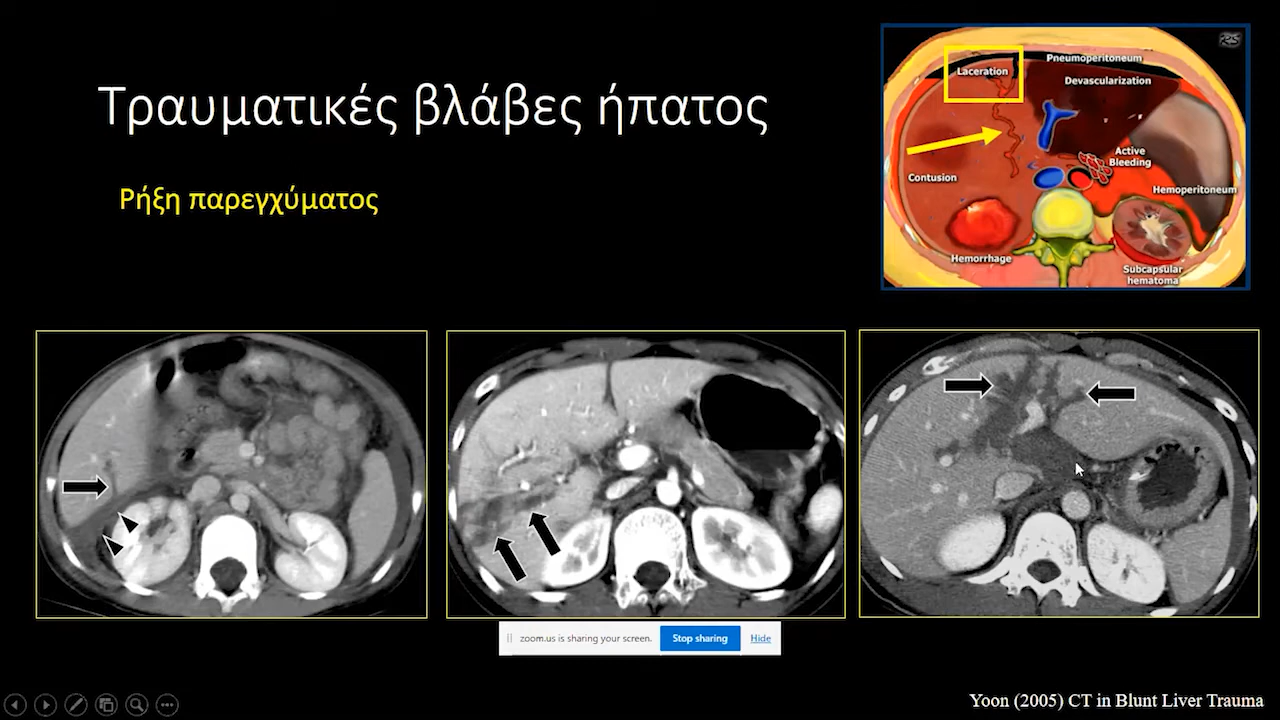 Τραυματικές βλάβες ήπατος
Ρήξη παρεγχύματος
Laceration
Pneumoperitoneum
Devascularization
Active
Bleeding
Contusion
Hemoperitoneum
Hemorrhage
Subcapsular
hematoma
zoom.us is sharing your screen. Stop sharing Hide
Yoon (2005) CT in Blunt Liver Trauma